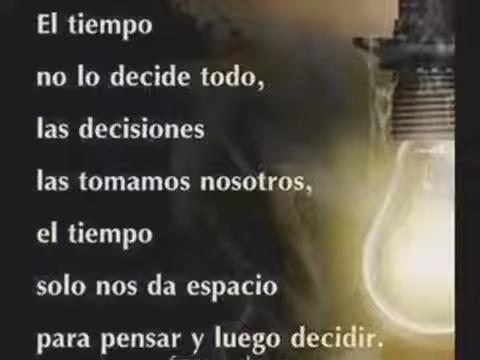 El tiempo
no lo decide todo,
las decisiones
las tomamos nosotros,
el tiempo
solo nos da espacio
para pensar y luego decidir.